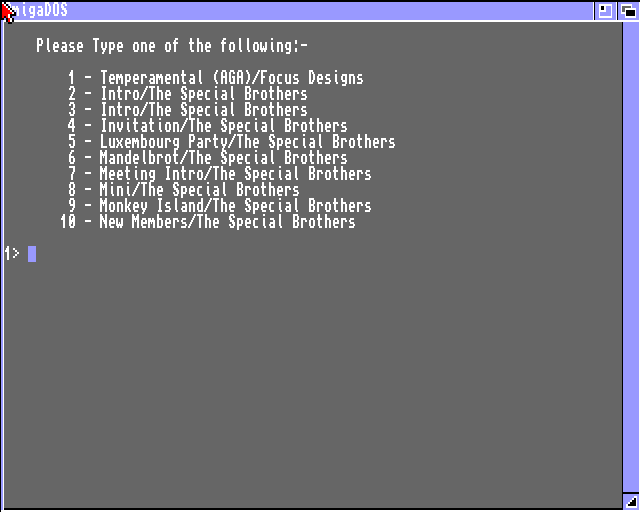 migaDOS
Please Type one of the following:-
1 - Temperamental (AGA)/Focus Designs
2 - Intro/The Special Brothers
3 - Intro/The Special Brothers
4 - Invitation/The Special Brothers
5 - Luxembourg Party/The Special Brothers
6 - Mandelbrot/The Special Brothers
7 - Meeting Intro/The Special Brothers
8 - Mini/The Special Brothers
9 - Monkey Island/The Special Brothers
10 - New Members/The Special Brothers
1>